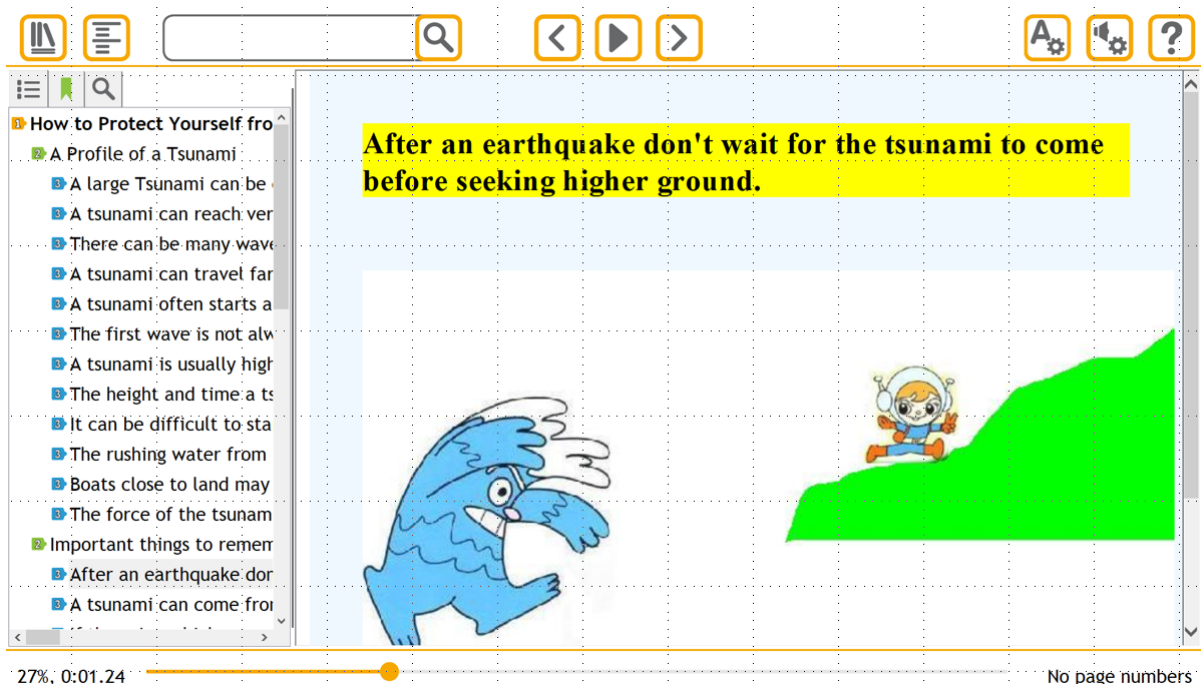 How to Protect Yourself fro
A Profile of a Tsunami
A large Tsunami can be
A tsunami can reach ver
There can be many wave
A tsunami can travel far
A tsunami often starts a
The first wave is not alw
A tsunami is usually high
The height and time a ts
It can be difficult to sta
The rushing water from
Boats close to land may
The force of the tsunam
Important things to remem
After an earthquake don
A tsunami can come from
After an earthquake don't wait for the tsunami to come
before seeking higher ground.
27%, 0:01.24
No page numbers